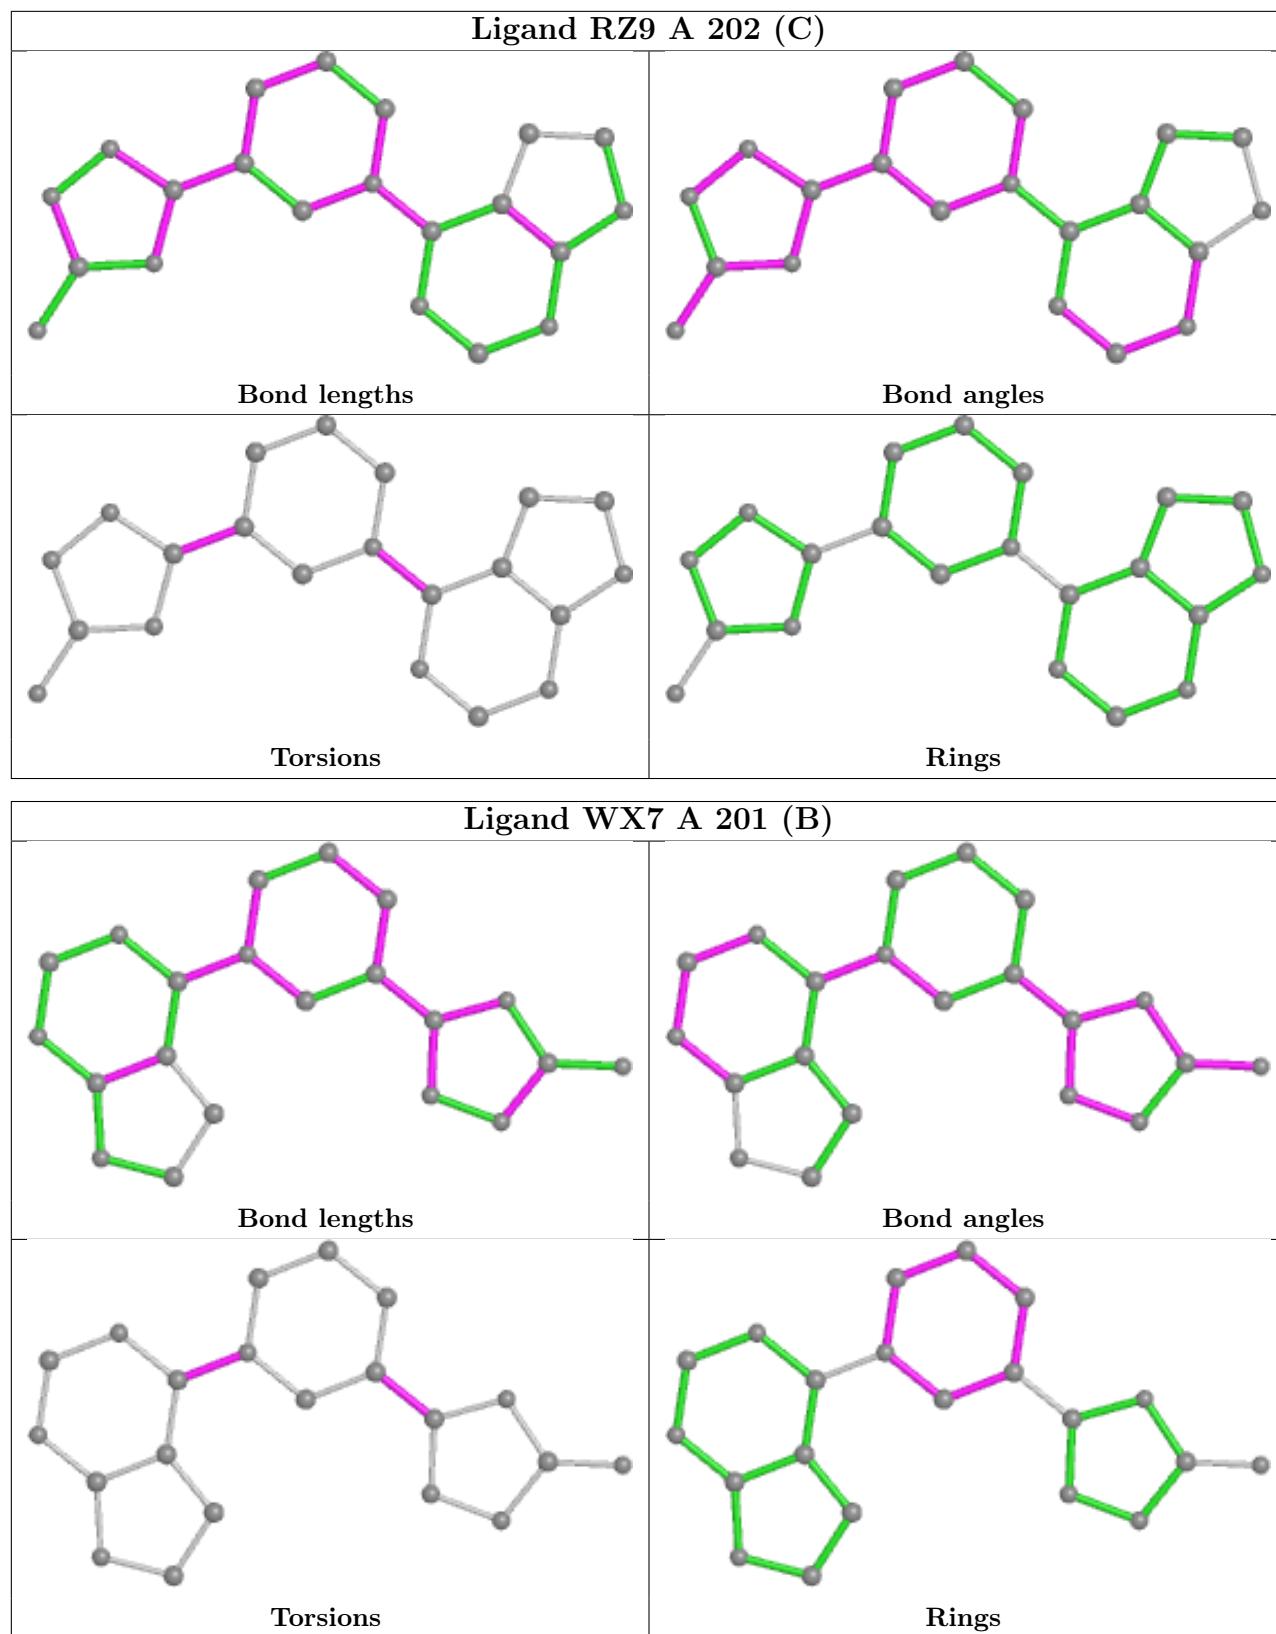 Ligand RZ9 A 202 (C)
Bond lengths
Bond angles
Torsions
Rings
Ligand WX7 A 201 (B)
Bond lengths
Bond angles
Torsions
Rings